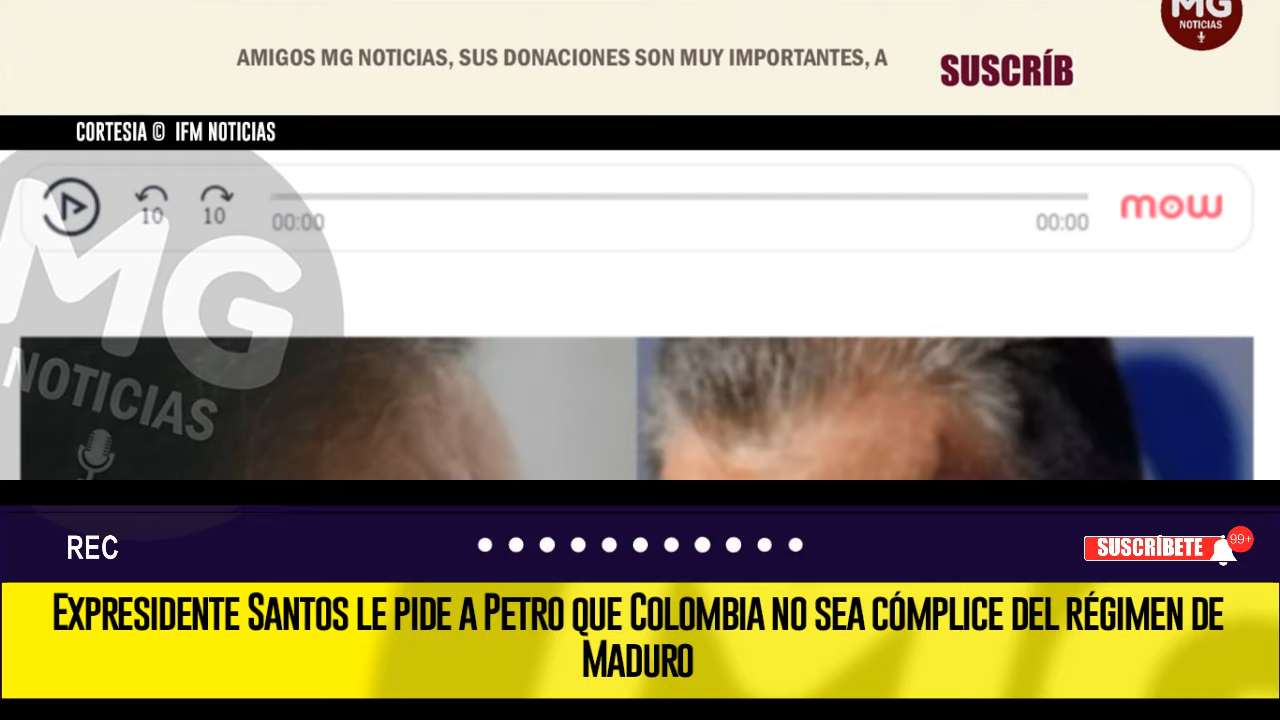 MG
NOTICIAS
AMIGOS MG NOTICIAS, SUS DONACIONES SON MUY IMPORTANTES, A
SUSCRÍB
CORTESIA © IFM NOTICIAS
10
10
00:00
00:00
mow
MG
NOTICIAS
REC
SUSCRÍBETE
99+
EXPRESIDENTE SANTOS LE PIDE A PETRO QUE COLOMBIA NO SEA CÓMPLICE DEL RÉGIMEN DE
MADURO